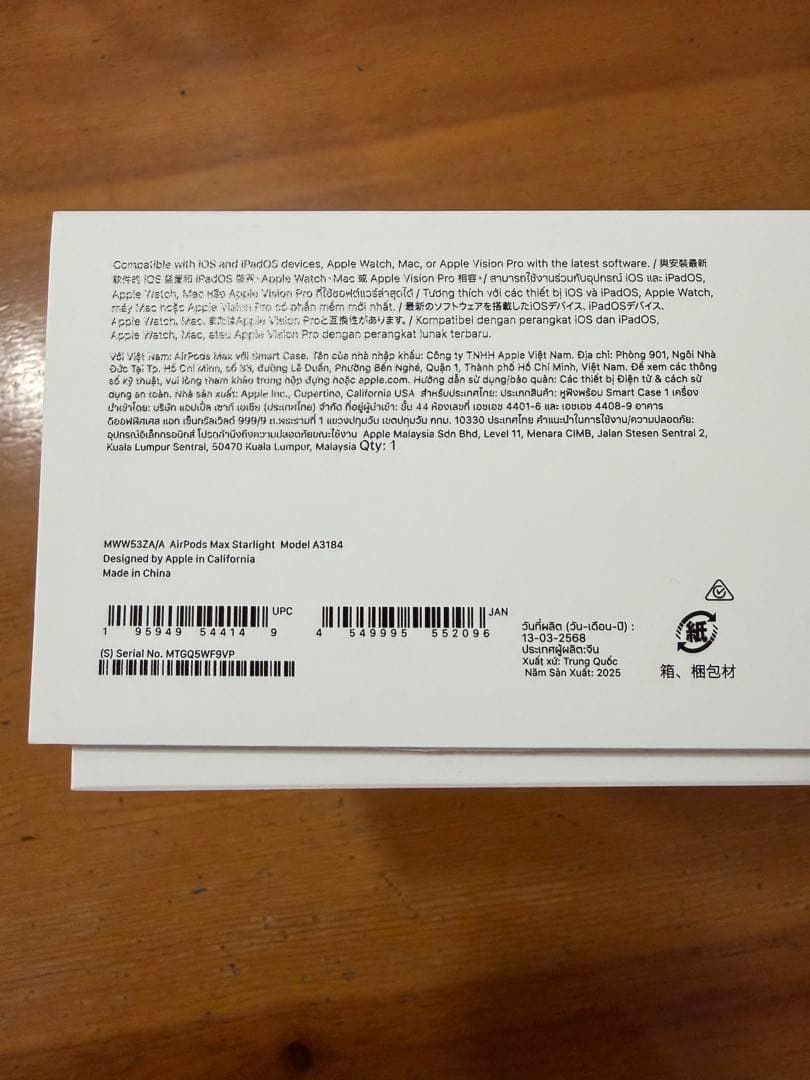 Compatible with iOS and iPadOS devices, Apple Watch, Mac, or Apple Vision Pro with the latest software. / 與安裝最新
軟件的 iOS 裝置和 iPadOS 裝置、Apple Watch、Mac 或 Apple Vision Pro 相容。/ สามารถใช้งานร่วมกับอุปกรณ์ iOS และ iPadOS,
Apple Watch, Mac หรือ Apple Vision Pro ที่ใช้ซอฟต์แวร์ล่าสุดได้ / Tương thích với các thiết bị iOS và iPadOS, Apple Watch,
máy Mac hoặc Apple Vision Pro có phần mềm mới nhất. / 最新のソフトウェアを搭載したiOSデバイス、iPadOSデバイス、
Apple Watch、Mac、またはApple Vision Proと互換性があります。/ Kompatibel dengan perangkat iOS dan iPadOS,
Apple Watch, Mac, atau Apple Vision Pro dengan perangkat lunak terbaru.
Với Việt Nam: AirPods Max với Smart Case. Tên của nhà nhập khẩu: Công ty TNHH Apple Việt Nam. Địa chỉ: Phòng 901, Ngôi Nhà
Đức Tại Tp. Hồ Chí Minh, số 33, đường Lê Duẩn, Phường Bến Nghé, Quận 1, Thành phố Hồ Chí Minh, Việt Nam. Để xem các thông
số kỹ thuật, vui lòng tham khảo trong hộp đựng hoặc apple.com. Hướng dẫn sử dụng/bảo quản: Các thiết bị Điện tử & cách sử
dụng an toàn. Nhà sản xuất: Apple Inc., Cupertino, California USA สำหรับประเทศไทย: ประเภทสินค้า: หูฟังพร้อม Smart Case 1 เครื่อง
นำเข้าโดย: บริษัท แอปเปิ้ล เซาท์ เอเชีย (ประเทศไทย) จำกัด ที่อยู่ผู้นำเข้า: ชั้น 44 ห้องเลขที่ เอชเอช 4401-6 และ เอชเอช 4408-9 อาคาร
ดิออฟฟิศเศส แอท เซ็นทรัลเวิลด์ 999/9 ถ.พระรามที่ 1 แขวงปทุมวัน เขตปทุมวัน กทม. 10330 ประเทศไทย คำแนะนำในการใช้งาน/ความปลอดภัย:
อุปกรณ์อิเล็กทรอนิกส์ โปรดคำนึงถึงความปลอดภัยขณะใช้งาน Apple Malaysia Sdn Bhd, Level 11, Menara CIMB, Jalan Stesen Sentral 2,
Kuala Lumpur Sentral, 50470 Kuala Lumpur, Malaysia Qty: 1
MWW53ZA/A AirPods Max Starlight Model A3184
Designed by Apple in California
Made in China
UPC
1 95949 54414 9
JAN
4 549995 552096
(S) Serial No. MTGQ5WF9VP
วันที่ผลิต (วัน-เดือน-ปี) :
13-03-2568
ประเทศผู้ผลิต:จีน
Xuất xứ: Trung Quốc
Năm Sản Xuất: 2025
紙
箱、梱包材